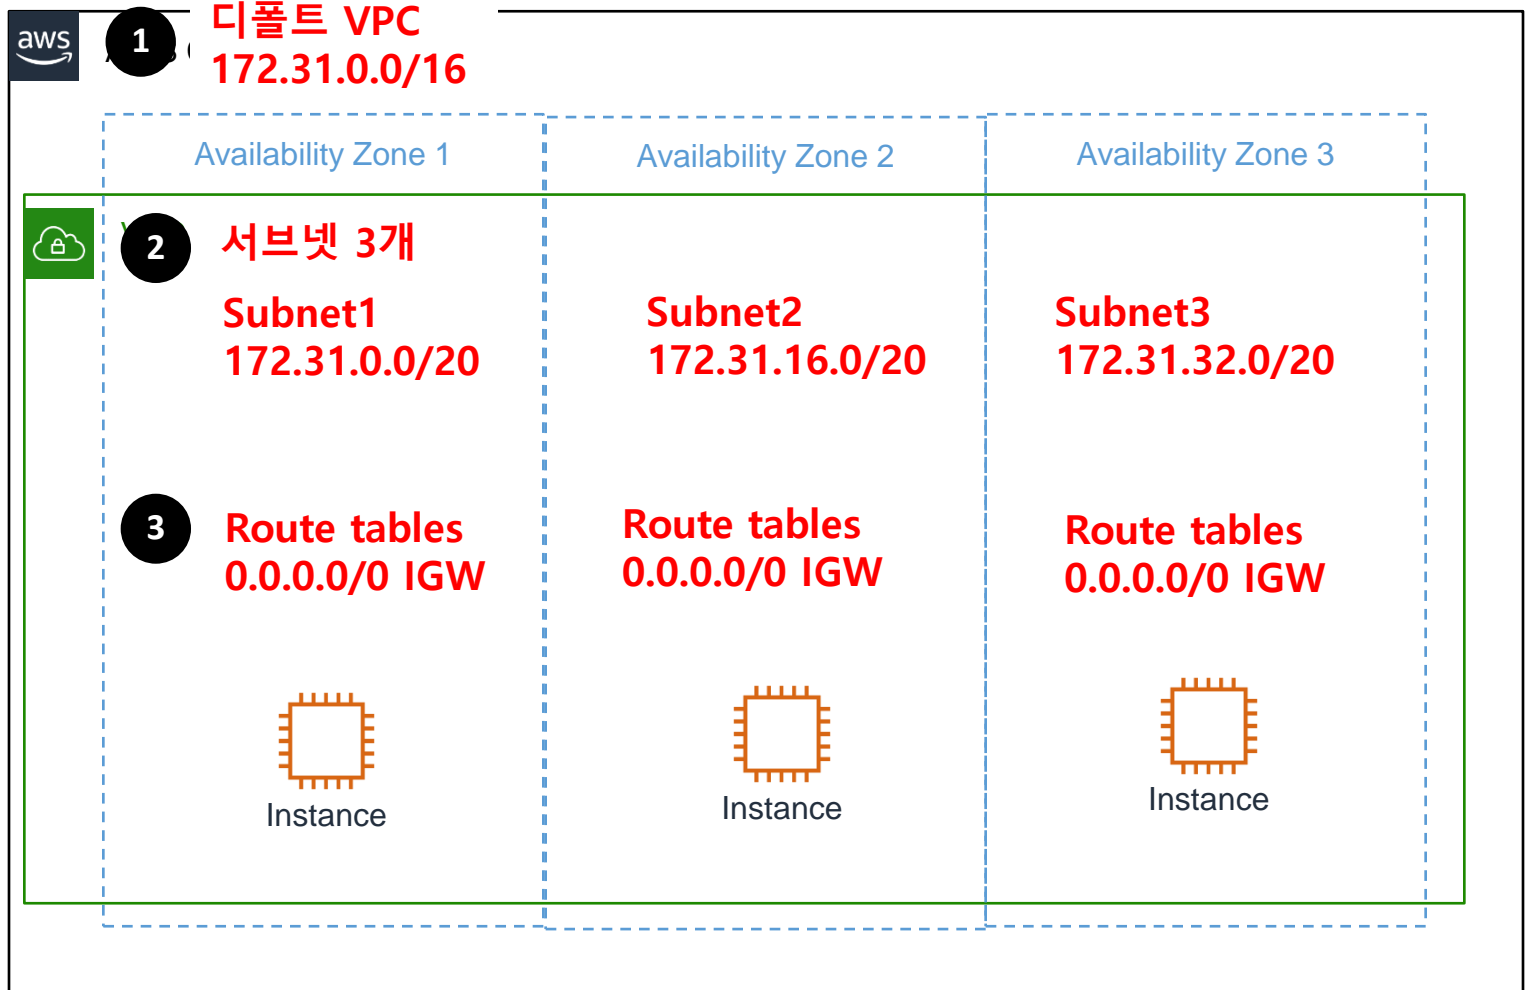 aws
1
디폴트 VPC
172.31.0.0/16
Availability Zone 1
Availability Zone 2
Availability Zone 3
2
서브넷 3개
Subnet1
172.31.0.0/20
Subnet2
172.31.16.0/20
Subnet3
172.31.32.0/20
3
Route tables
0.0.0.0/0 IGW
Route tables
0.0.0.0/0 IGW
Route tables
0.0.0.0/0 IGW
Instance
Instance
Instance